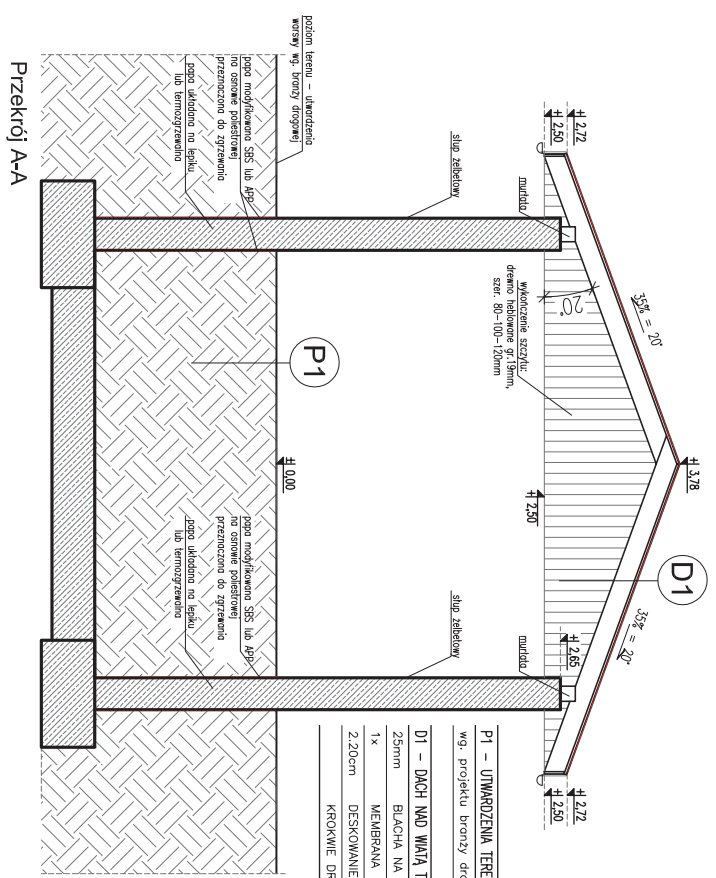 Przekrój A-A
poziom terenu – utwardzenia
warswy wg. branży drogowej
papa modyfikowana SBS lub APP
na osnowie poliestrowej
przeznaczona do zgrzewania
papa układana na lepiku
lub termozgrzewalna
słup żelbetowy
murłata
± 2,72
± 2,50
wykończenie szczytu:
drewno heblowane gr.19mm,
szer. 80-100-120mm
20°
35% = 20°
± 3,78
D1
± 2,50
P1
± 0,00
35% = 20°
± 2,65
± 2,72
± 2,50
murłata
słup żelbetowy
papa modyfikowana SBS lub APP
na osnowie poliestrowej
przeznaczona do zgrzewania
papa układana na lepiku
lub termozgrzewalna
P1 – UTWARDZENIA TERE
wg. projektu branży dro
D1 – DACH NAD WIATĄ T
25mm BLACHA NA
1x MEMBRANA
2.20cm DESKOWANIE
KROKWIE DR